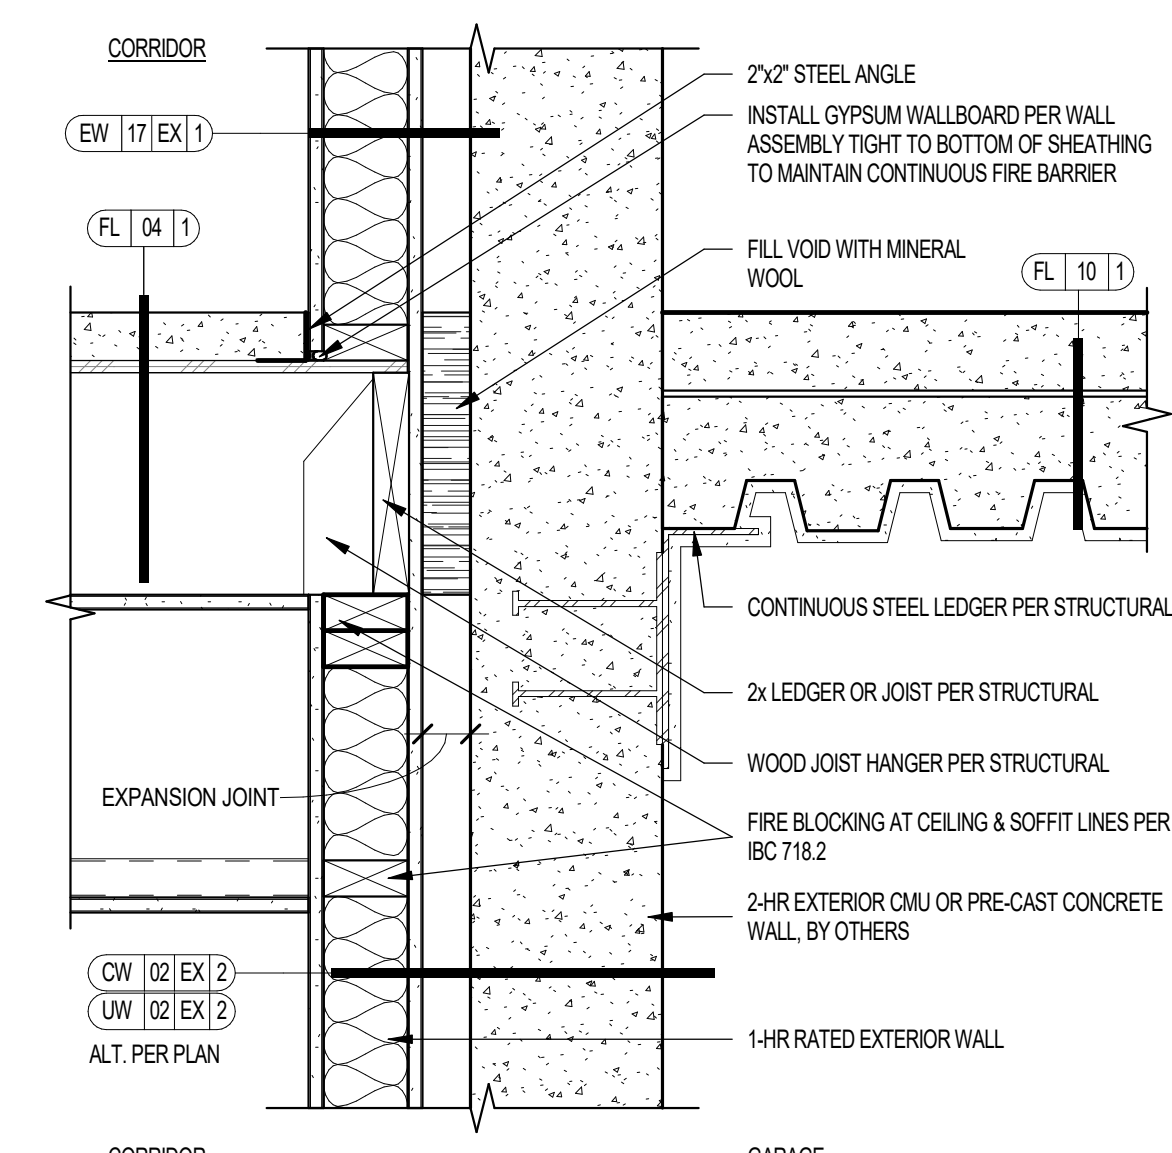 CORRIDOR
2"x2" STEEL ANGLE
INSTALL GYPSUM WALLBOARD PER WALL
ASSEMBLY TIGHT TO BOTTOM OF SHEATHING
TO MAINTAIN CONTINUOUS FIRE BARRIER
EW 17 EX 1
FL 04 1
FILL VOID WITH MINERAL
WOOL
FL 10 1
CONTINUOUS STEEL LEDGER PER STRUCTURAL
2x LEDGER OR JOIST PER STRUCTURAL
WOOD JOIST HANGER PER STRUCTURAL
EXPANSION JOINT
FIRE BLOCKING AT CEILING & SOFFIT LINES PER
IBC 718.2
2-HR EXTERIOR CMU OR PRE-CAST CONCRETE
WALL, BY OTHERS
CW 02 EX 2
UW 02 EX 2
ALT. PER PLAN
1-HR RATED EXTERIOR WALL
CORRIDOR
GARAGE